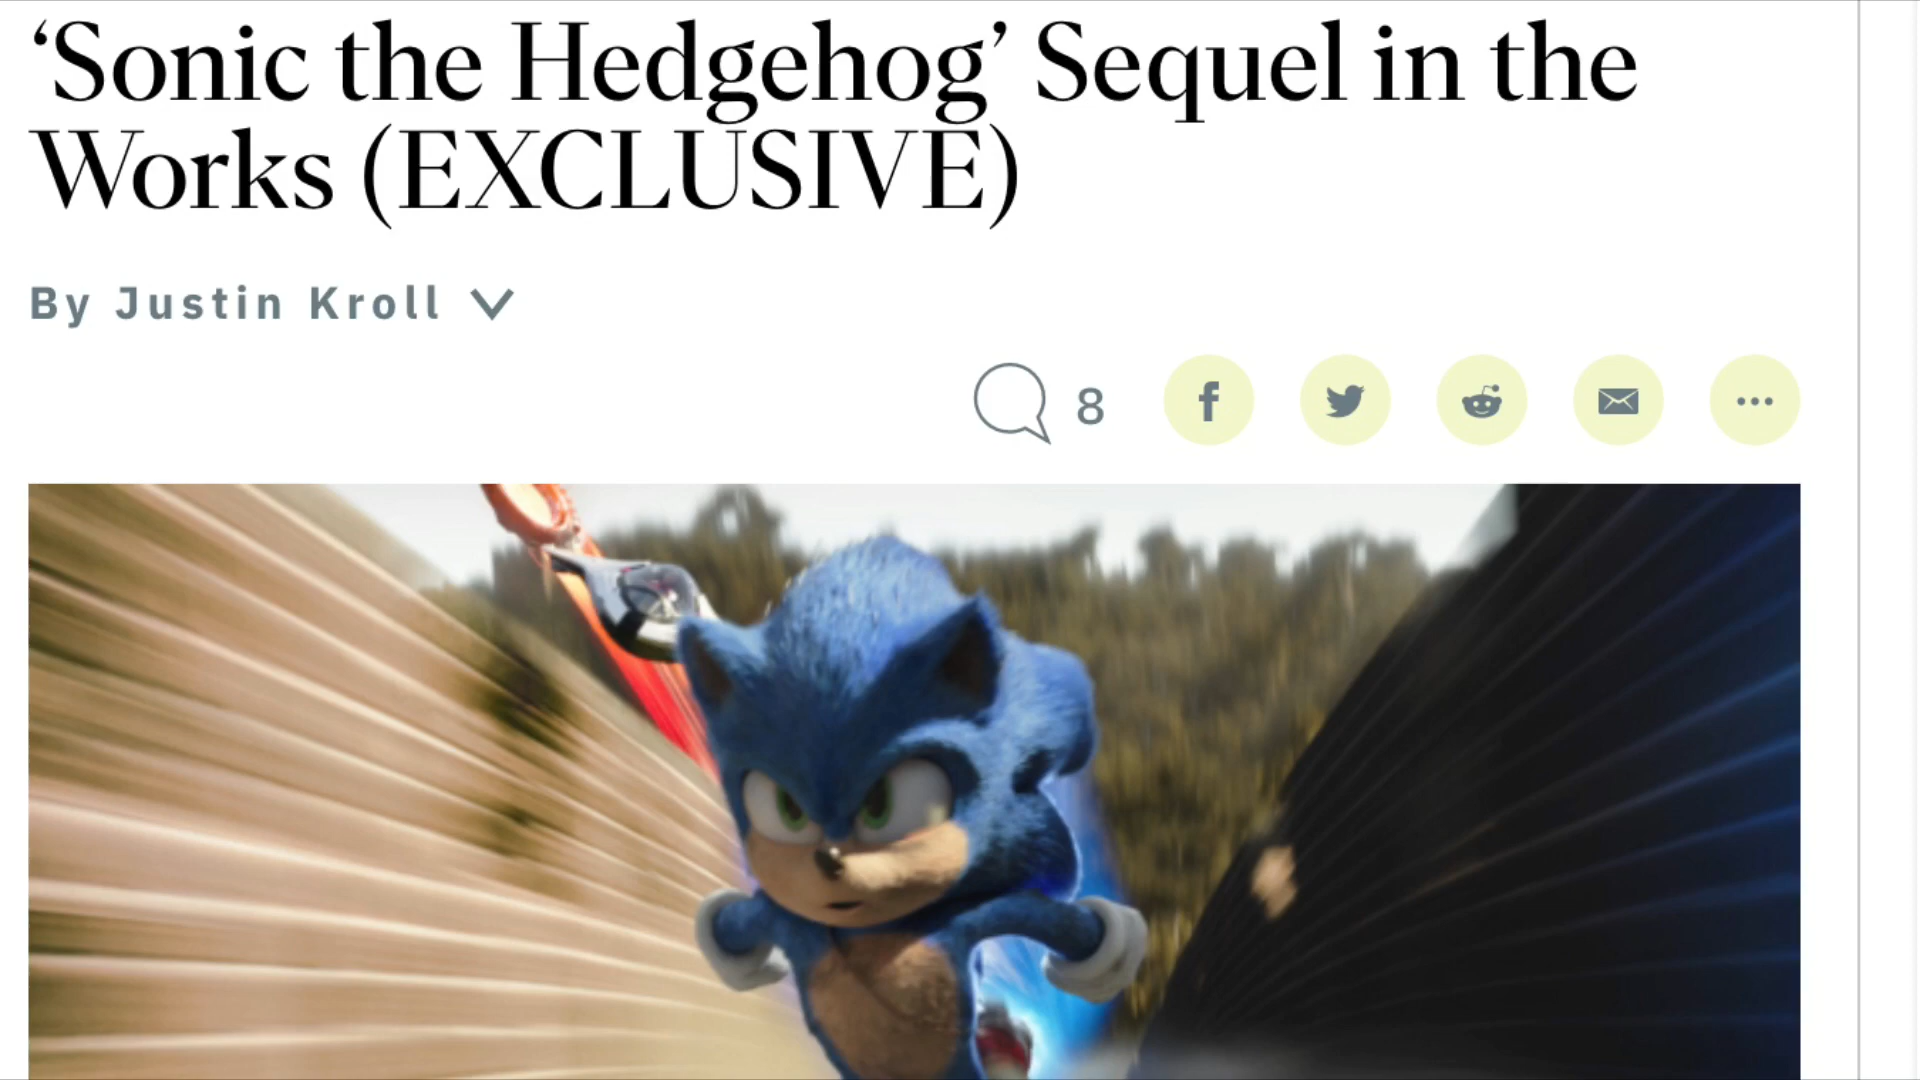 ‘Sonic the Hedgehog’ Sequel in the
Works (EXCLUSIVE)
By Justin Kroll
8